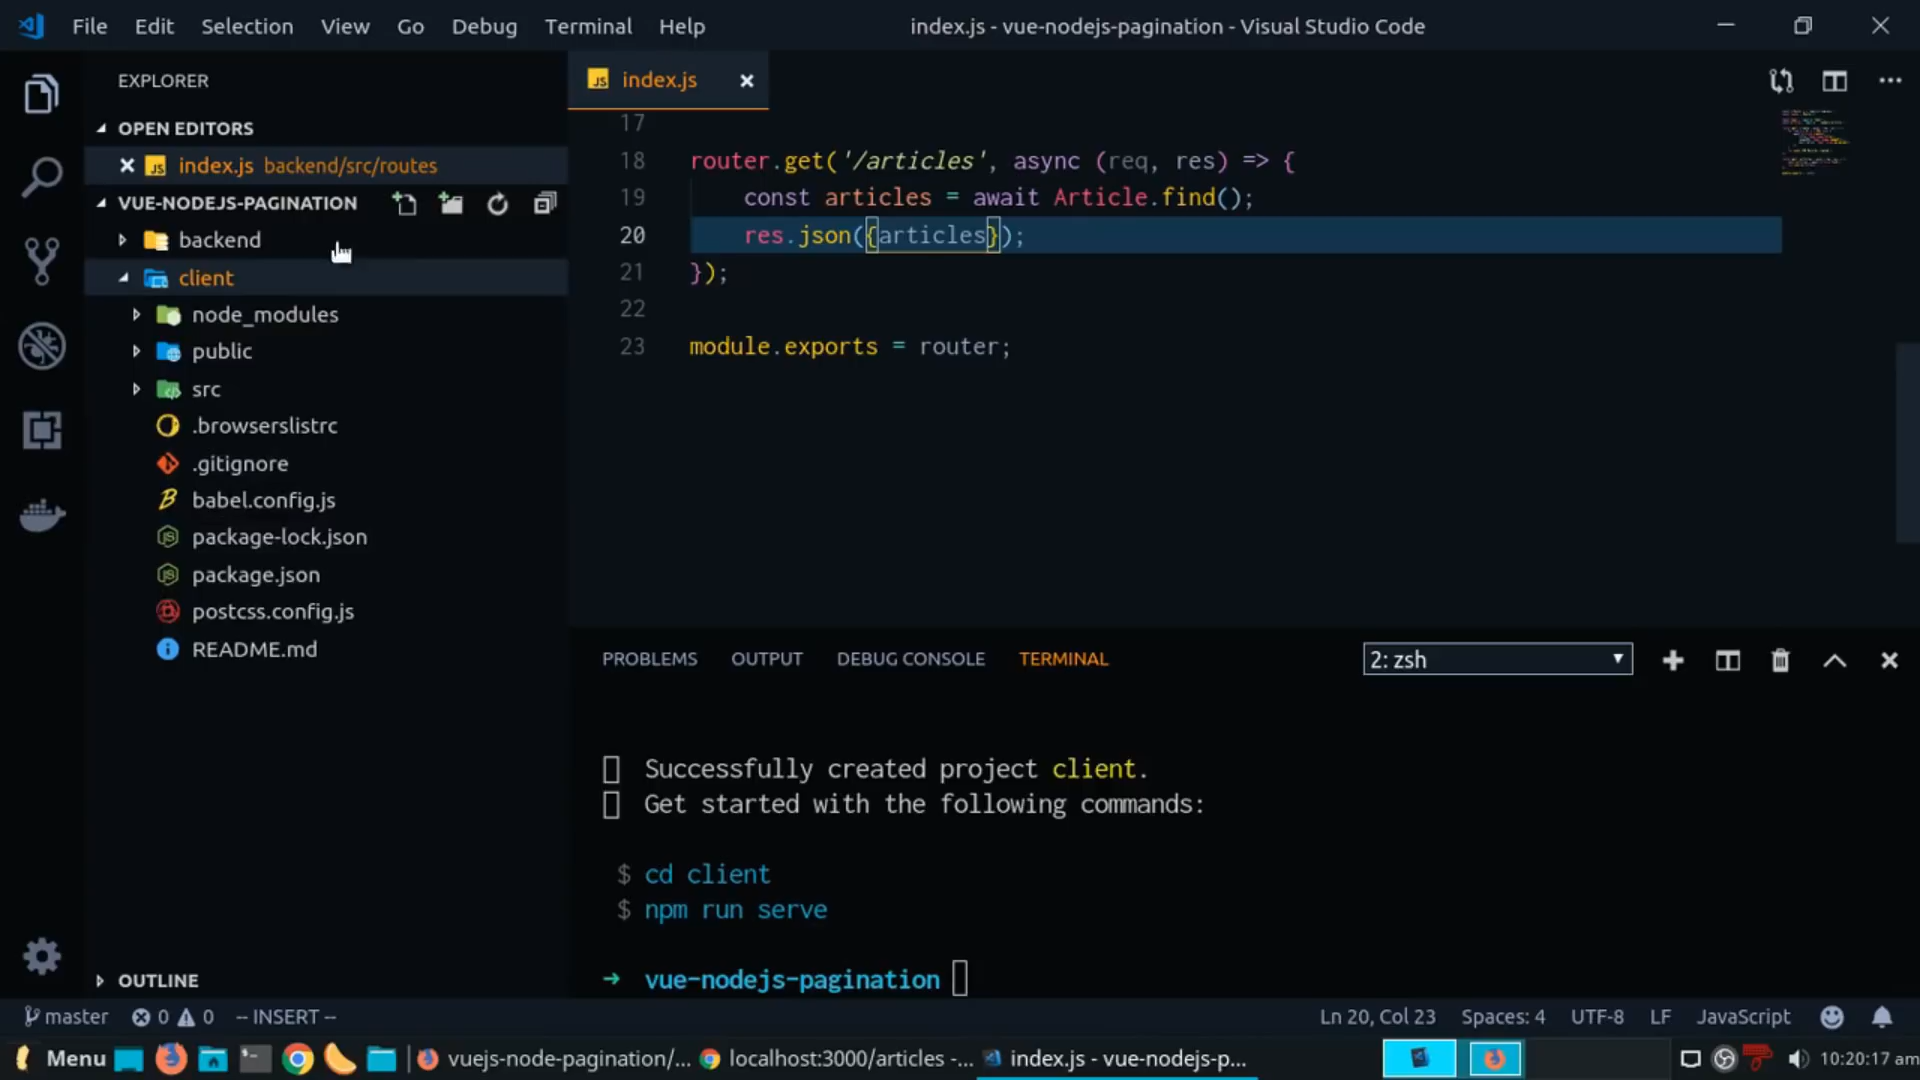 File Edit Selection View Go Debug Terminal Help
index.js - vue-nodejs-pagination - Visual Studio Code
EXPLORER
OPEN EDITORS
JS index.js backend/src/routes
VUE-NODEJS-PAGINATION
backend
client
node_modules
public
src
.browserslistrc
.gitignore
babel.config.js
package-lock.json
package.json
postcss.config.js
README.md
OUTLINE
JS index.js
17
18 router.get('/articles', async (req, res) => {
19 const articles = await Article.find();
20 res.json({articles});
21 });
22
23 module.exports = router;
PROBLEMS OUTPUT DEBUG CONSOLE TERMINAL
2: zsh
Successfully created project client.
Get started with the following commands:
$ cd client
$ npm run serve
➜ vue-nodejs-pagination
master 0 0 -- INSERT --
Ln 20, Col 23 Spaces: 4 UTF-8 LF JavaScript
Menu
vuejs-node-pagination/...
localhost:3000/articles -...
index.js - vue-nodejs-p...
10:20:17 am